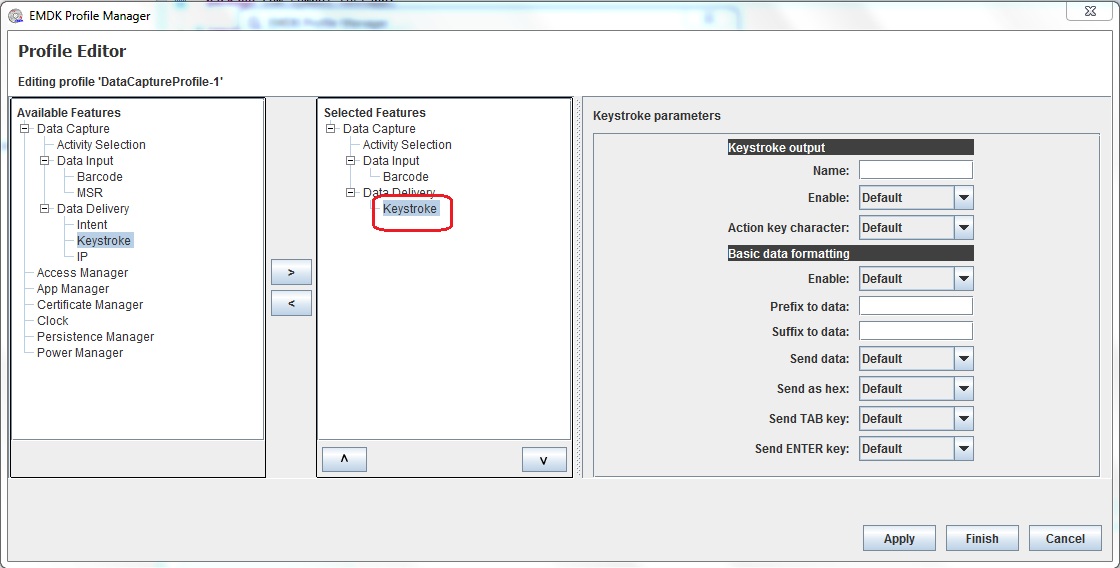 EMDK Profile Manager
Profile Editor
Editing profile 'DataCaptureProfile-1'
Available Features
Data Capture
Activity Selection
Data Input
Barcode
MSR
Data Delivery
Intent
Keystroke
IP
Access Manager
App Manager
Certificate Manager
Clock
Persistence Manager
Power Manager
>
<
Selected Features
Data Capture
Activity Selection
Data Input
Barcode
Data Delivery
Keystroke
^
v
Keystroke parameters
Keystroke output
Name:
Enable: Default
Action key character: Default
Basic data formatting
Enable: Default
Prefix to data:
Suffix to data:
Send data: Default
Send as hex: Default
Send TAB key: Default
Send ENTER key: Default
Apply Finish Cancel